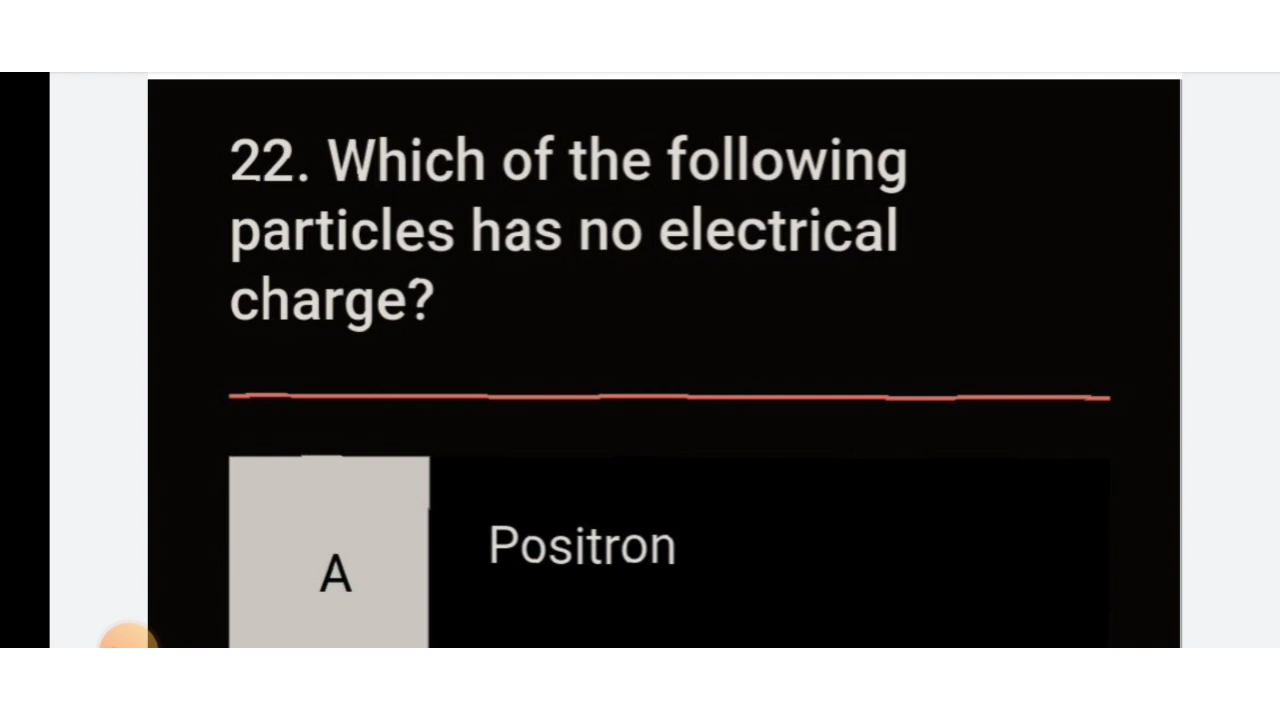 22. Which of the following
particles has no electrical
charge?
A
Positron